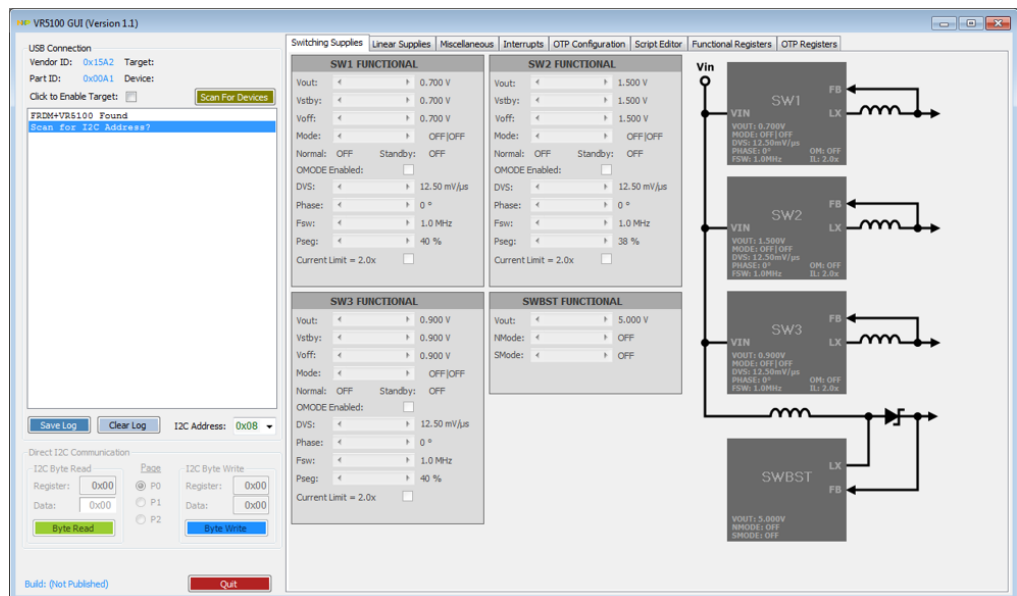 VR5100 GUI (Version 1.1)
USB Connection
Vendor ID: 0x15A2 Target:
Part ID: 0x00A1 Device:
Click to Enable Target:
Scan For Devices
FRDM+VR5100 Found
Scan for I2C Address?
Save Log Clear Log I2C Address: 0x08
Direct I2C Communication
I2C Byte Read Page I2C Byte Write
Register: 0x00 P0 Register: 0x00
Data: 0x00 P1 Data: 0x00
P2
Byte Read Byte Write
Build: (Not Published) Quit
Switching Supplies Linear Supplies Miscellaneous Interrupts OTP Configuration Script Editor Functional Registers OTP Registers
SW1 FUNCTIONAL
Vout: 0.700 V
Vstby: 0.700 V
Voff: 0.700 V
Mode: OFF|OFF
Normal: OFF Standby: OFF
OMODE Enabled:
DVS: 12.50 mV/µs
Phase: 0 °
Fsw: 1.0 MHz
Pseg: 40 %
Current Limit = 2.0x
SW2 FUNCTIONAL
Vout: 1.500 V
Vstby: 1.500 V
Voff: 1.500 V
Mode: OFF|OFF
Normal: OFF Standby: OFF
OMODE Enabled:
DVS: 12.50 mV/µs
Phase: 0 °
Fsw: 1.0 MHz
Pseg: 38 %
Current Limit = 2.0x
SW3 FUNCTIONAL
Vout: 0.900 V
Vstby: 0.900 V
Voff: 0.900 V
Mode: OFF|OFF
Normal: OFF Standby: OFF
OMODE Enabled:
DVS: 12.50 mV/µs
Phase: 0 °
Fsw: 1.0 MHz
Pseg: 40 %
Current Limit = 2.0x
SWBST FUNCTIONAL
Vout: 5.000 V
NMode: OFF
SMode: OFF
Vin
FB
SW1
VIN LX
VOUT: 0.700V
MODE: OFF|OFF
DVS: 12.50mV/µs
PHASE: 0° OM: OFF
FSW: 1.0MHz IL: 2.0x
FB
SW2
VIN LX
VOUT: 1.500V
MODE: OFF|OFF
DVS: 12.50mV/µs
PHASE: 0° OM: OFF
FSW: 1.0MHz IL: 2.0x
FB
SW3
VIN LX
VOUT: 0.900V
MODE: OFF|OFF
DVS: 12.50mV/µs
PHASE: 0° OM: OFF
FSW: 1.0MHz IL: 2.0x
LX
SWBST
FB
VOUT: 5.000V
NMODE: OFF
SMODE: OFF